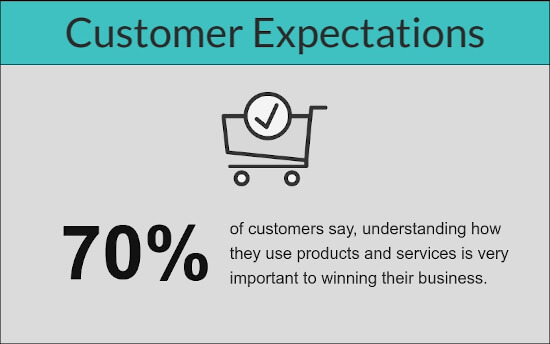 Customer Expectations
70%
of customers say, understanding how
they use products and services is very
important to winning their business.